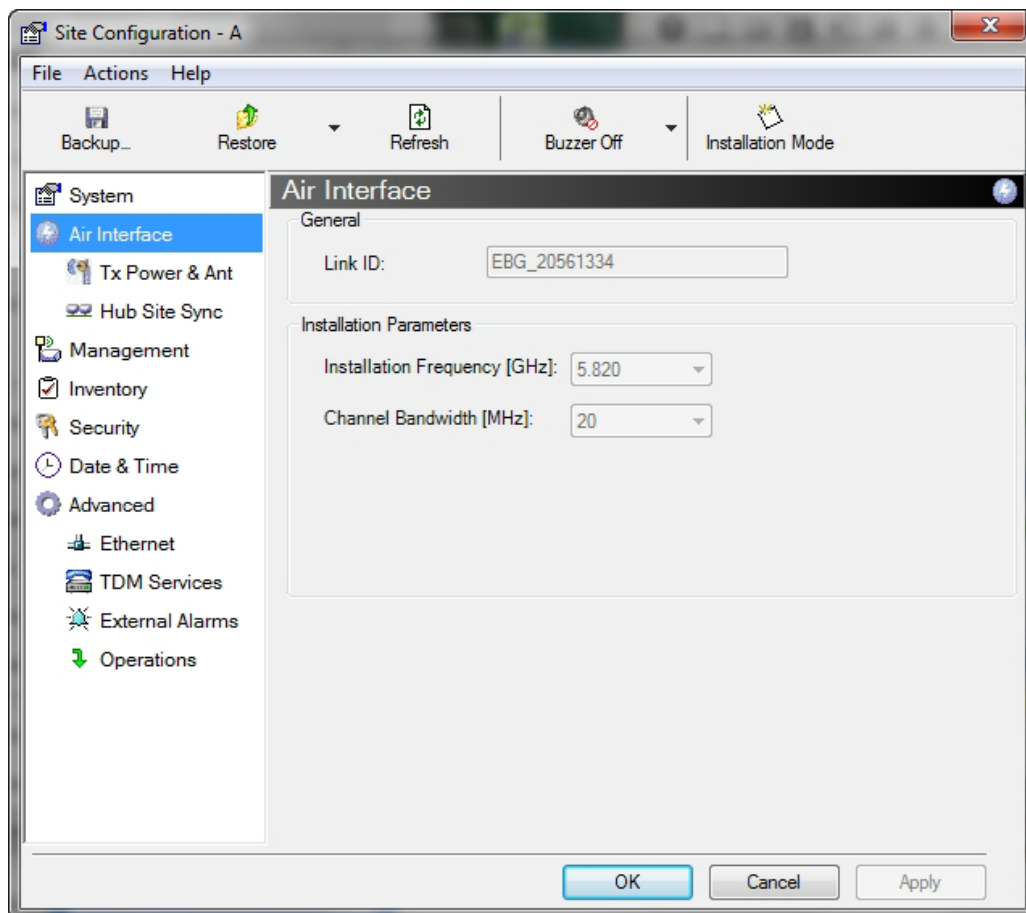 Site Configuration - A
File Actions Help
Backup... Restore Refresh Buzzer Off Installation Mode
System
Air Interface
Tx Power & Ant
Hub Site Sync
Management
Inventory
Security
Date & Time
Advanced
Ethernet
TDM Services
External Alarms
Operations
Air Interface
General
Link ID: EBG_20561334
Installation Parameters
Installation Frequency [GHz]: 5.820
Channel Bandwidth [MHz]: 20
OK Cancel Apply